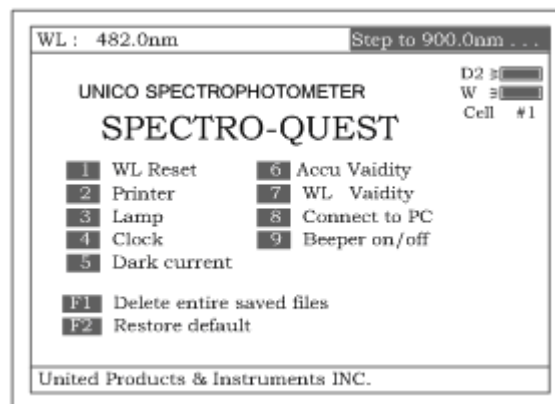 WL : 482.0nm Step to 900.0nm . . .
D2
UNICO SPECTROPHOTOMETER W
Cell #1
SPECTRO-QUEST
1 WL Reset 6 Accu Vaidity
2 Printer 7 WL Vaidity
3 Lamp 8 Connect to PC
4 Clock 9 Beeper on/off
5 Dark current
F1 Delete entire saved files
F2 Restore default
United Products & Instruments INC.